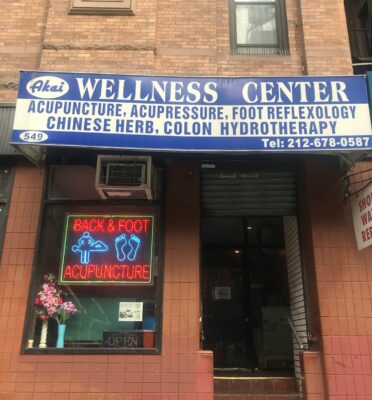 Akai
WELLNESS CENTER
ACUPUNCTURE, ACUPRESSURE, FOOT REFLEXOLOGY
CHINESE HERB, COLON HYDROTHERAPY
549
Tel: 212-678-0587
BACK & FOOT
ACUPUNCTURE
OPEN